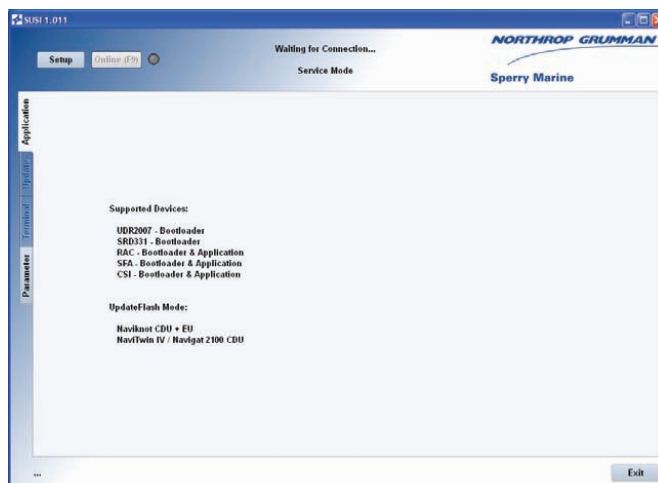 SUSI 1.011
Setup
Online (F9)
Waiting for Connection...
Service Mode
NORTHROP GRUMMAN
Sperry Marine
Application
Update
Terminal
Parameter
Supported Devices:
UDR2007 - Bootloader
SRD331 - Bootloader
RAC - Bootloader & Application
SFA - Bootloader & Application
CSI - Bootloader & Application
UpdateFlash Mode:
Naviknot CDU + EU
NaviTwin IV / Navigat 2100 CDU
...
Exit